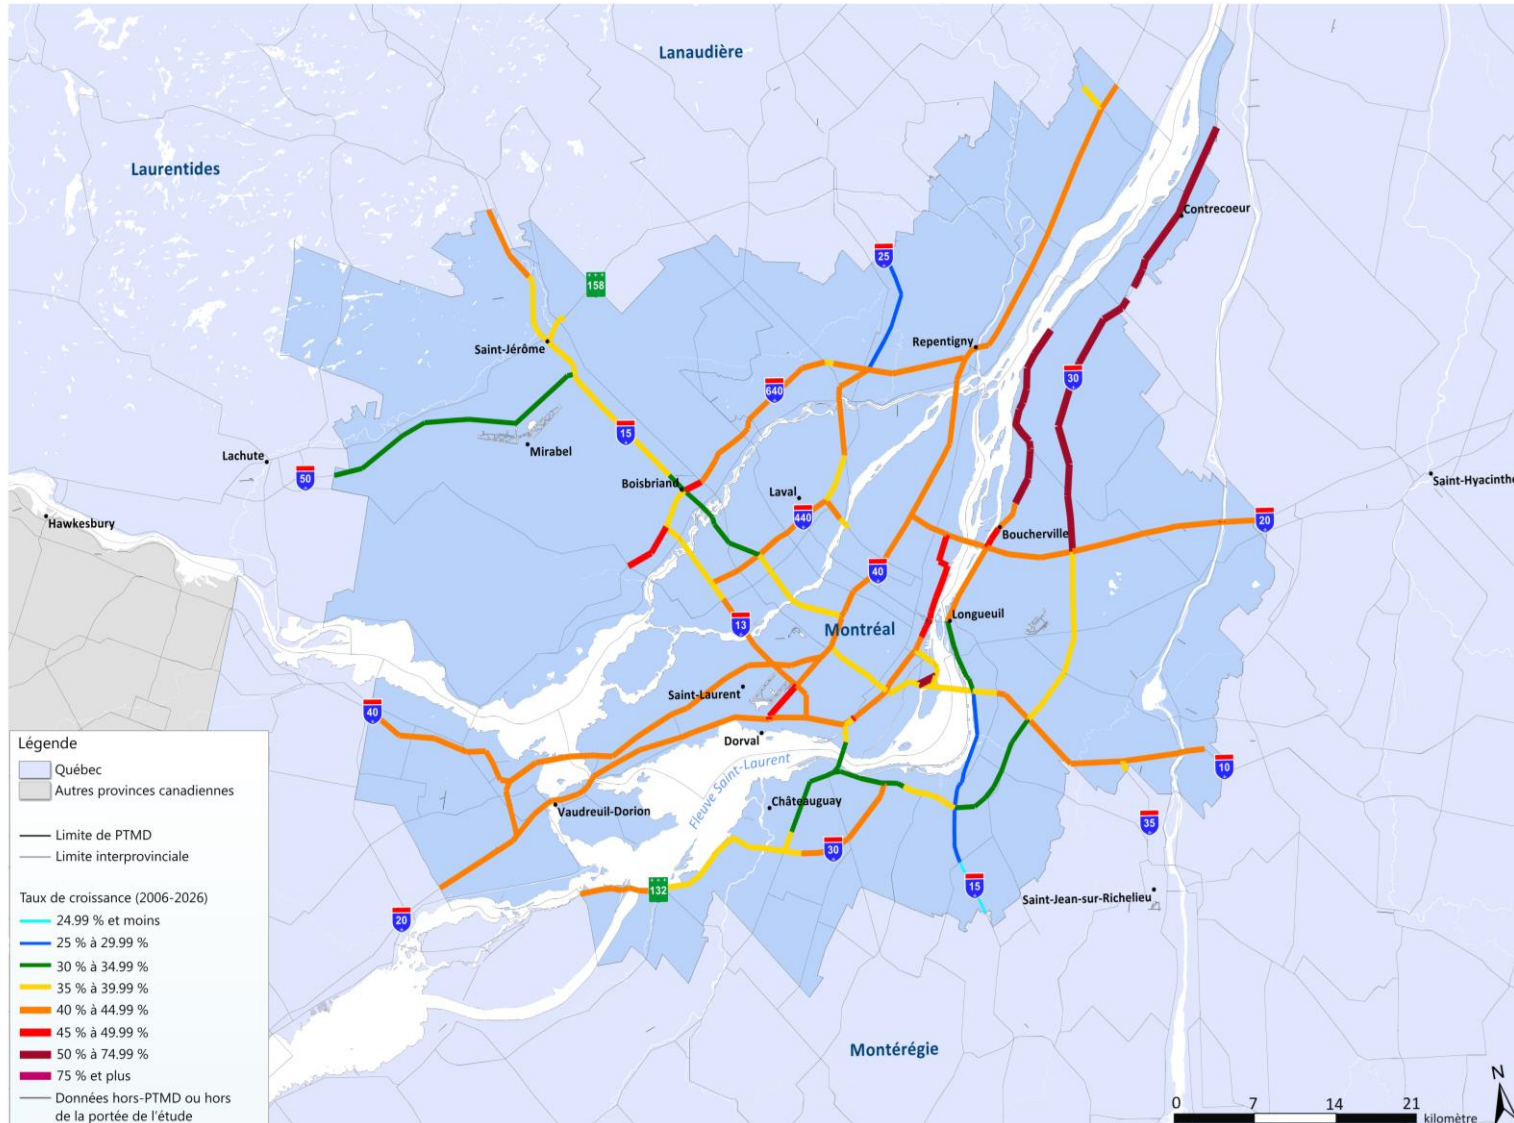 Lanaudière
Laurentides
Contrecoeur
25
158
Repentigny
Saint-Jérôme
30
640
15
Mirabel
Lachute
50
Boisbriand
Laval
Saint-Hyacinthe
Hawkesbury
440
20
Boucherville
40
Longueuil
13
Montréal
Saint-Laurent
40
Dorval
Fleuve Saint-Laurent
10
Châteauguay
Vaudreuil-Dorion
35
30
132
15
Saint-Jean-sur-Richelieu
20
Montérégie
Légende
Québec
Autres provinces canadiennes
Limite de PTMD
Limite interprovinciale
Taux de croissance (2006-2026)
24.99 % et moins
25 % à 29.99 %
30 % à 34.99 %
35 % à 39.99 %
40 % à 44.99 %
45 % à 49.99 %
50 % à 74.99 %
75 % et plus
Données hors-PTMD ou hors
de la portée de l'étude
N
0 7 14 21
kilomètre